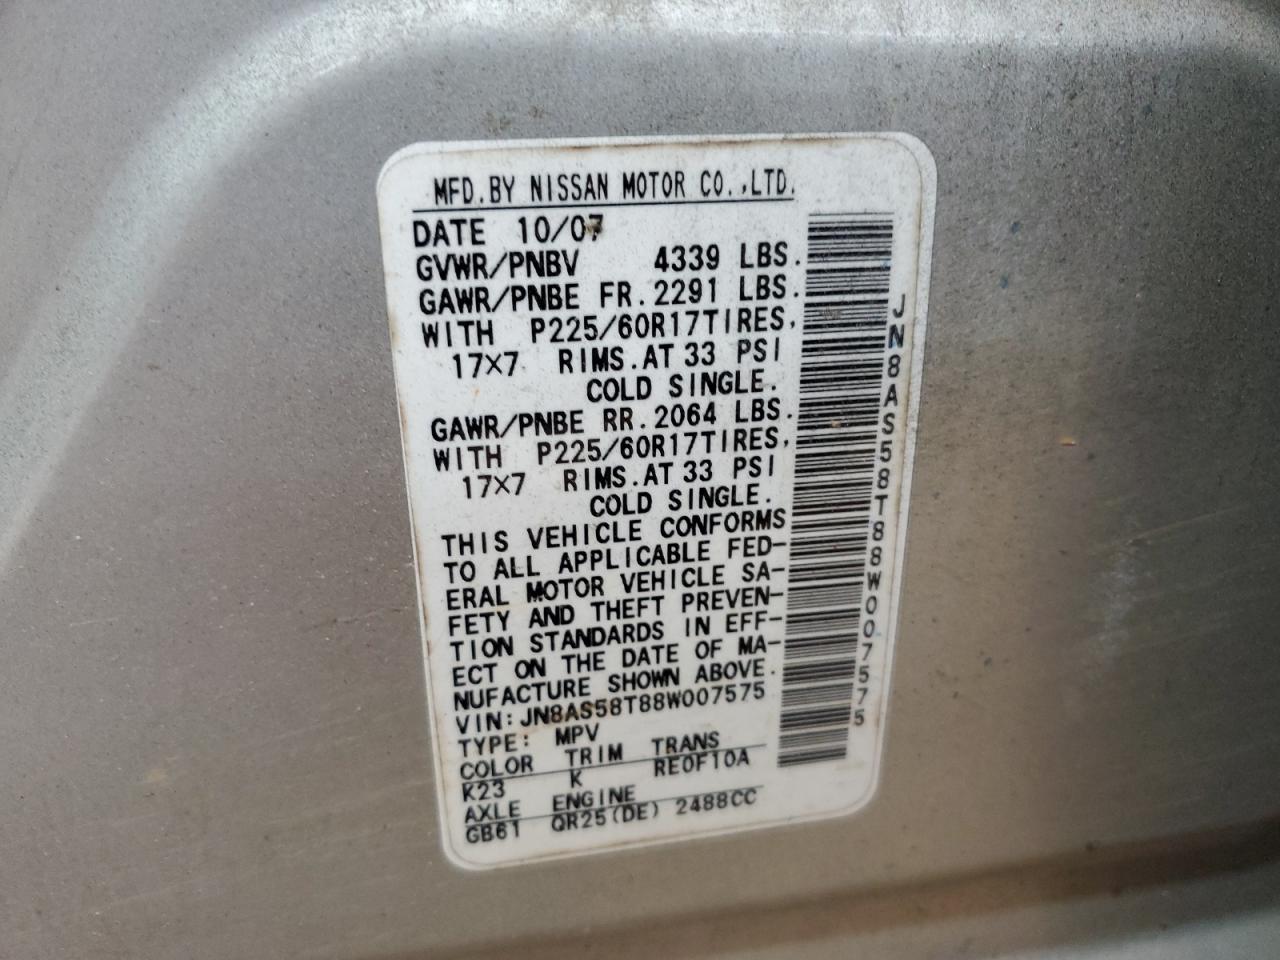 MFD.BY NISSAN MOTOR CO.,LTD.
DATE 10/07
GVWR/PNBV 4339 LBS.
GAWR/PNBE FR.2291 LBS.
WITH P225/60R17TIRES,
17X7 RIMS.AT 33 PSI
COLD SINGLE.
GAWR/PNBE RR.2064 LBS.
WITH P225/60R17TIRES,
17X7 RIMS.AT 33 PSI
COLD SINGLE.
THIS VEHICLE CONFORMS
TO ALL APPLICABLE FED-
ERAL MOTOR VEHICLE SA-
FETY AND THEFT PREVEN-
TION STANDARDS IN EFF-
ECT ON THE DATE OF MA-
NUFACTURE SHOWN ABOVE.
VIN:JN8AS58T88W007575
TYPE: MPV
COLOR TRIM TRANS
K23 K RE0F10A
AXLE ENGINE
GB61 QR25(DE) 2488CC
JN8AS58T88W007575